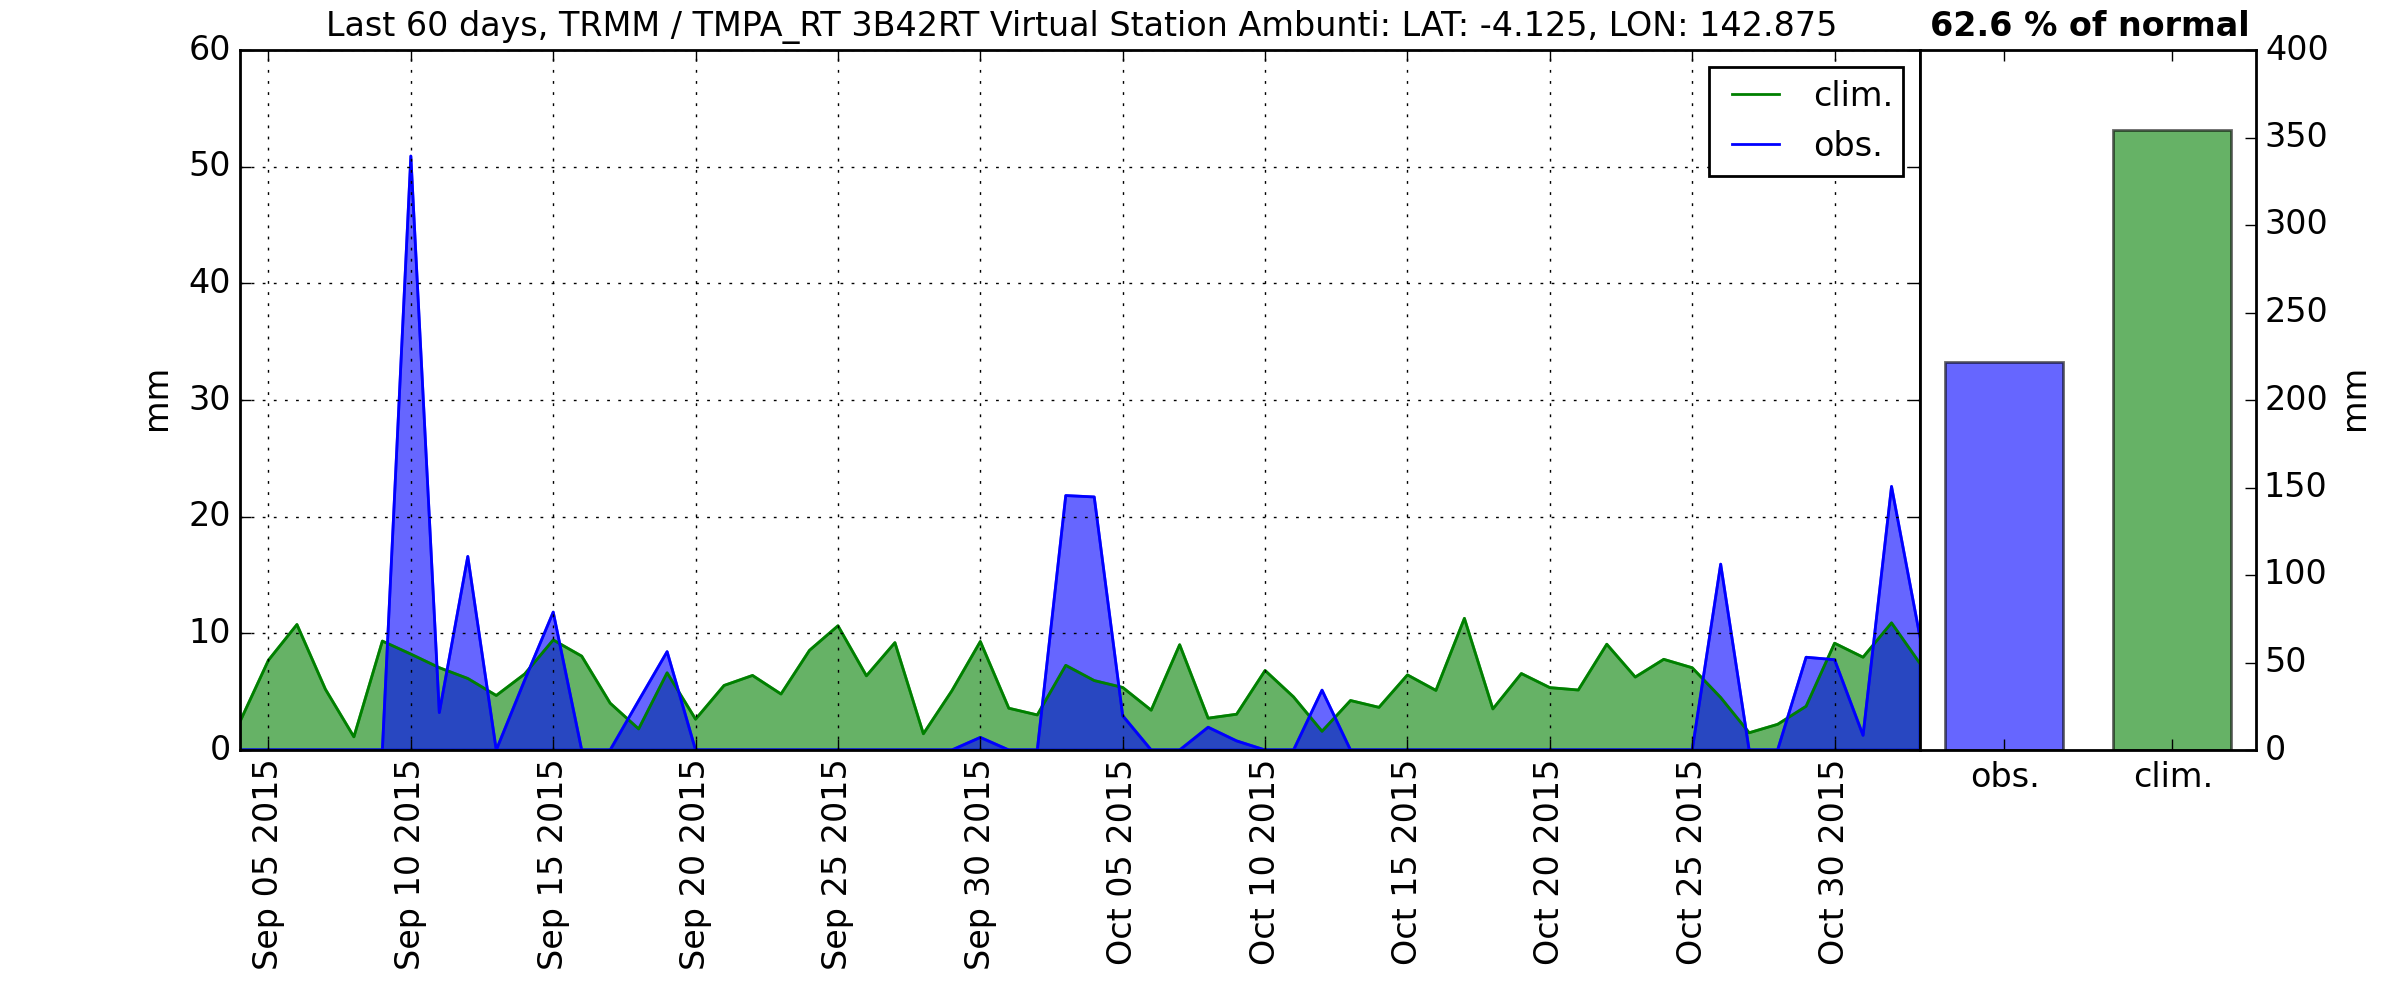 Last 60 days, TRMM / TMPA_RT 3B42RT Virtual Station Ambunti: LAT: -4.125, LON: 142.875
62.6 % of normal
60
50
40
30
20
10
0
mm
clim.
obs.
Sep 05 2015
Sep 10 2015
Sep 15 2015
Sep 20 2015
Sep 25 2015
Sep 30 2015
Oct 05 2015
Oct 10 2015
Oct 15 2015
Oct 20 2015
Oct 25 2015
Oct 30 2015
400
350
300
250
200
150
100
50
0
mm
obs.
clim.